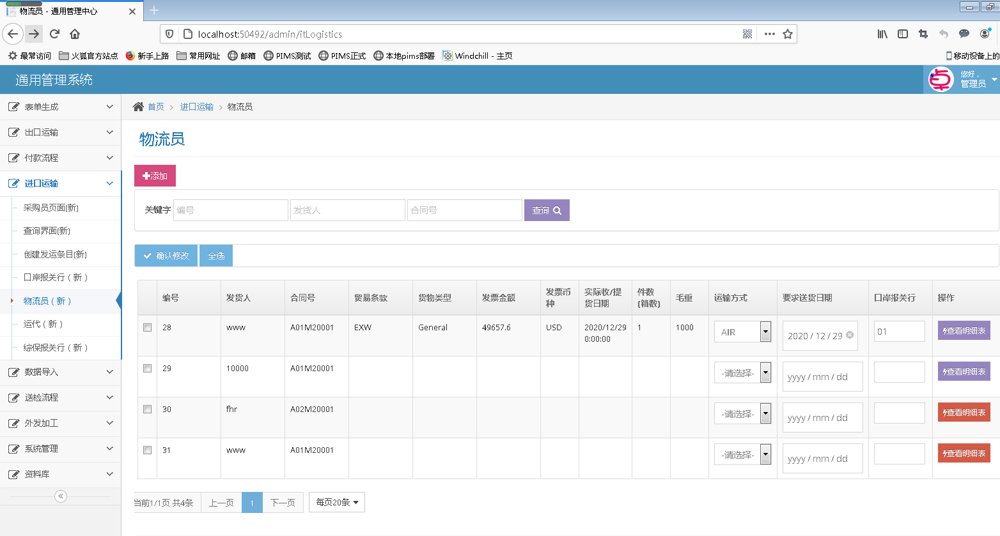 物流员 - 通用管理中心
localhost:50492/admin/itLogistics
最常访问 火狐官方站点 新手上路 常用网址 邮箱 PIMS测试 PIMS正式 本地pims部署 Windchill - 主页 移动设备上的
通用管理系统
您好，
管理员
表单生成
出口运输
付款流程
进口运输
采购员页面(新)
查询界面(新)
创建发运条目(新)
口岸报关行（新）
物流员（新）
运代（新）
综保报关行（新）
数据导入
送检流程
外发加工
系统管理
资料库
首页 进口运输 物流员
物流员
添加
关键字 编号 发货人 合同号 查询
确认修改 全选
编号 发货人 合同号 贸易条款 货物类型 发票金额 发票币种 实际收/提货日期 件数(箱数) 毛重 运输方式 要求送货日期 口岸报关行 操作
28 www A01M20001 EXW General 49657.6 USD 2020/12/29 0:00:00 1 1000 AIR 2020 / 12 / 29 01 查看明细表
29 10000 A01M20001 -请选择- yyyy / mm / dd 查看明细表
30 fhr A02M20001 -请选择- yyyy / mm / dd 查看明细表
31 www A01M20001 -请选择- yyyy / mm / dd 查看明细表
当前1/1页 共4条 上一页 1 下一页 每页20条